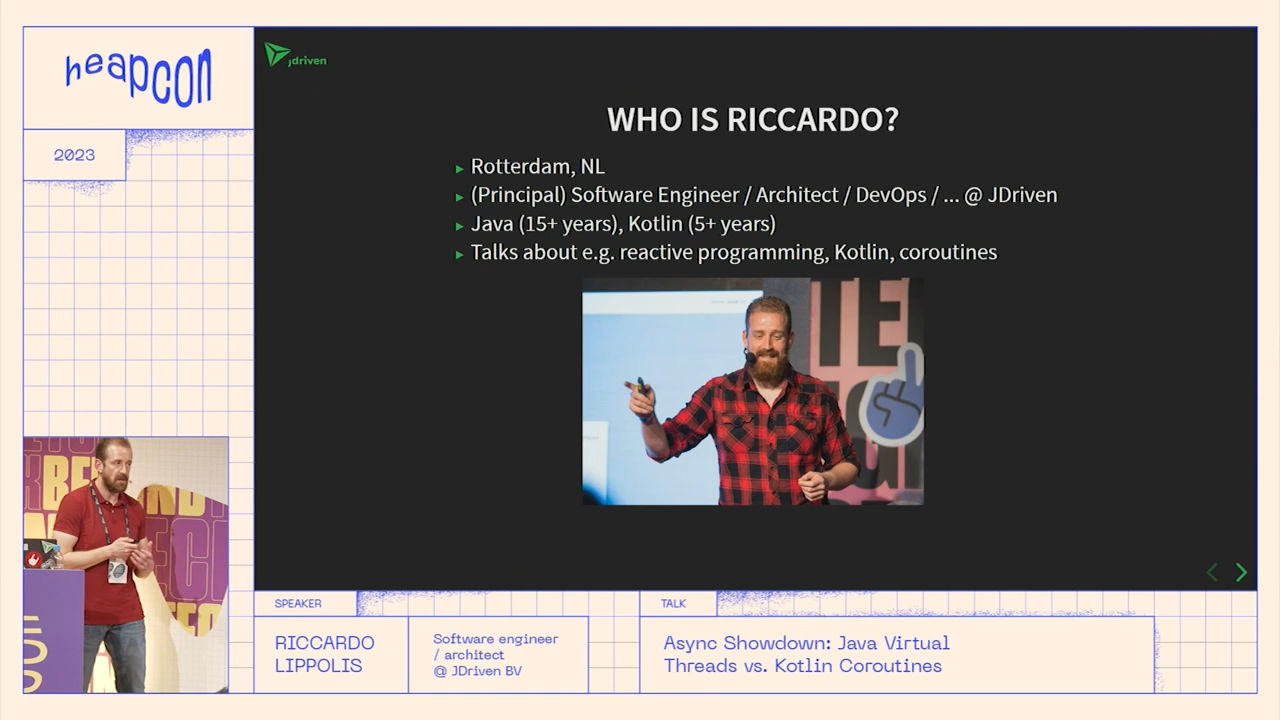 heapcon
2023
jdriven
WHO IS RICCARDO?
Rotterdam, NL
(Principal) Software Engineer / Architect / DevOps / ... @ JDriven
Java (15+ years), Kotlin (5+ years)
Talks about e.g. reactive programming, Kotlin, coroutines
SPEAKER
RICCARDO
LIPPOLIS
Software engineer
/ architect
@ JDriven BV
TALK
Async Showdown: Java Virtual
Threads vs. Kotlin Coroutines